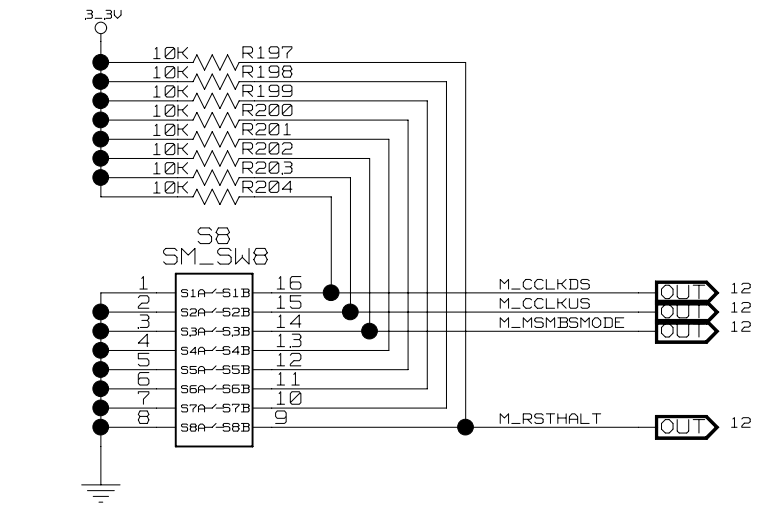 3_3V
10K R197
10K R198
10K R199
10K R200
10K R201
10K R202
10K R203
10K R204
S8
SM_SW8
1 S1A S1B 16 M_CCLKDS OUT 12
2 S2A S2B 15 M_CCLKUS OUT 12
3 S3A S3B 14 M_MSMBSMODE OUT 12
4 S4A S4B 13
5 S5A S5B 12
6 S6A S6B 11
7 S7A S7B 10
8 S8A S8B 9 M_RSTHALT OUT 12